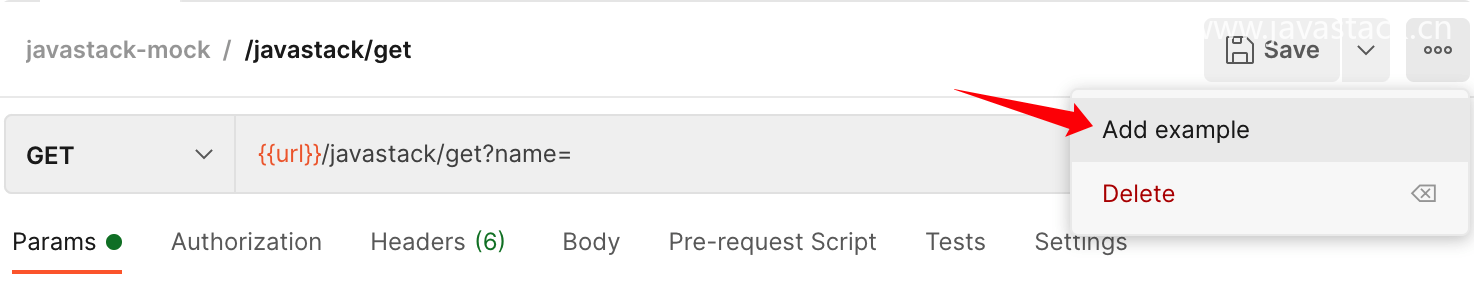 www.javastack.cn
javastack-mock / /javastack/get
Save
Add example
GET
{{url}}/javastack/get?name=
Delete
Params
Authorization
Headers (6)
Body
Pre-request Script
Tests
Settings